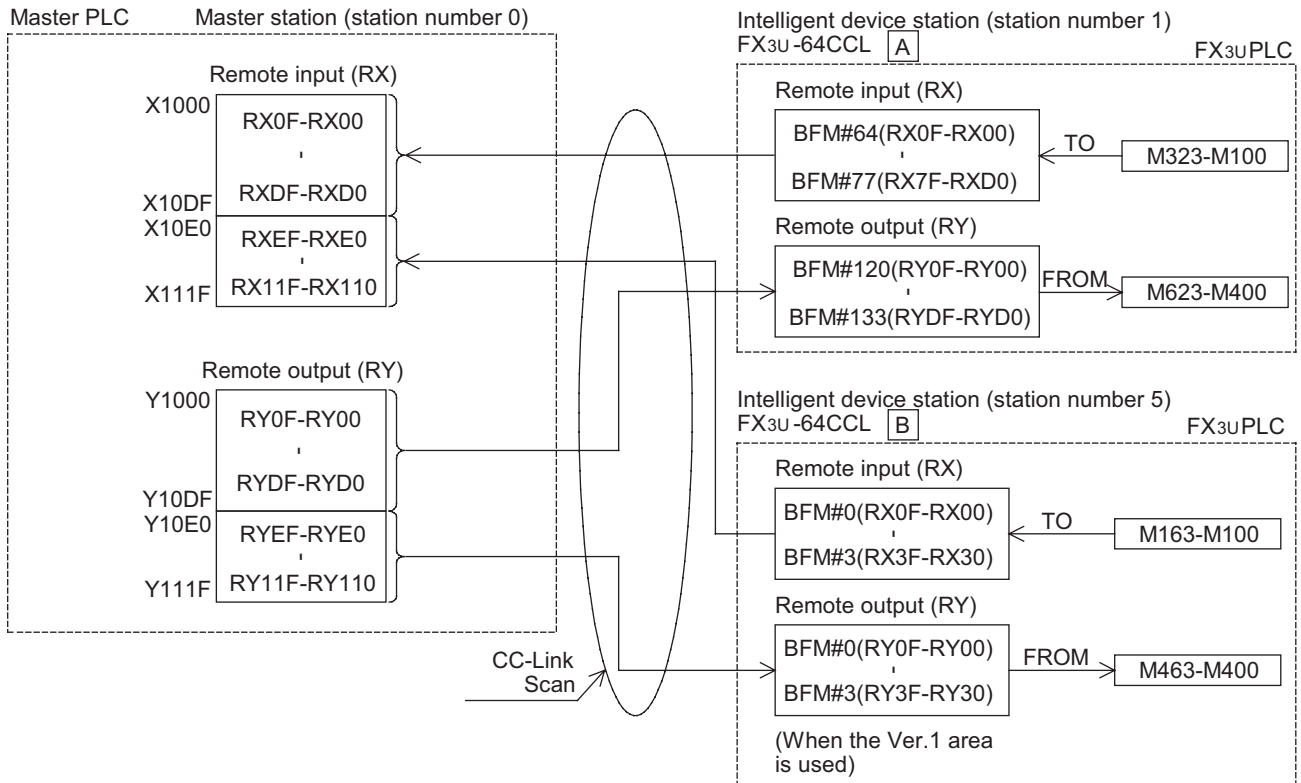 Master PLC
Master station (station number 0)
Remote input (RX)
X1000
RX0F-RX00
RXDF-RXD0
X10DF
X10E0
RXEF-RXE0
RX11F-RX110
X111F
Remote output (RY)
Y1000
RY0F-RY00
RYDF-RYD0
Y10DF
Y10E0
RYEF-RYE0
RY11F-RY110
Y111F
CC-Link
Scan
Intelligent device station (station number 1)
FX3U-64CCL A
FX3UPLC
Remote input (RX)
BFM#64(RX0F-RX00)
BFM#77(RX7F-RXD0)
TO
M323-M100
Remote output (RY)
BFM#120(RY0F-RY00)
BFM#133(RYDF-RYD0)
FROM
M623-M400
Intelligent device station (station number 5)
FX3U-64CCL B
FX3UPLC
Remote input (RX)
BFM#0(RX0F-RX00)
BFM#3(RX3F-RX30)
TO
M163-M100
Remote output (RY)
BFM#0(RY0F-RY00)
BFM#3(RY3F-RY30)
FROM
M463-M400
(When the Ver.1 area
is used)